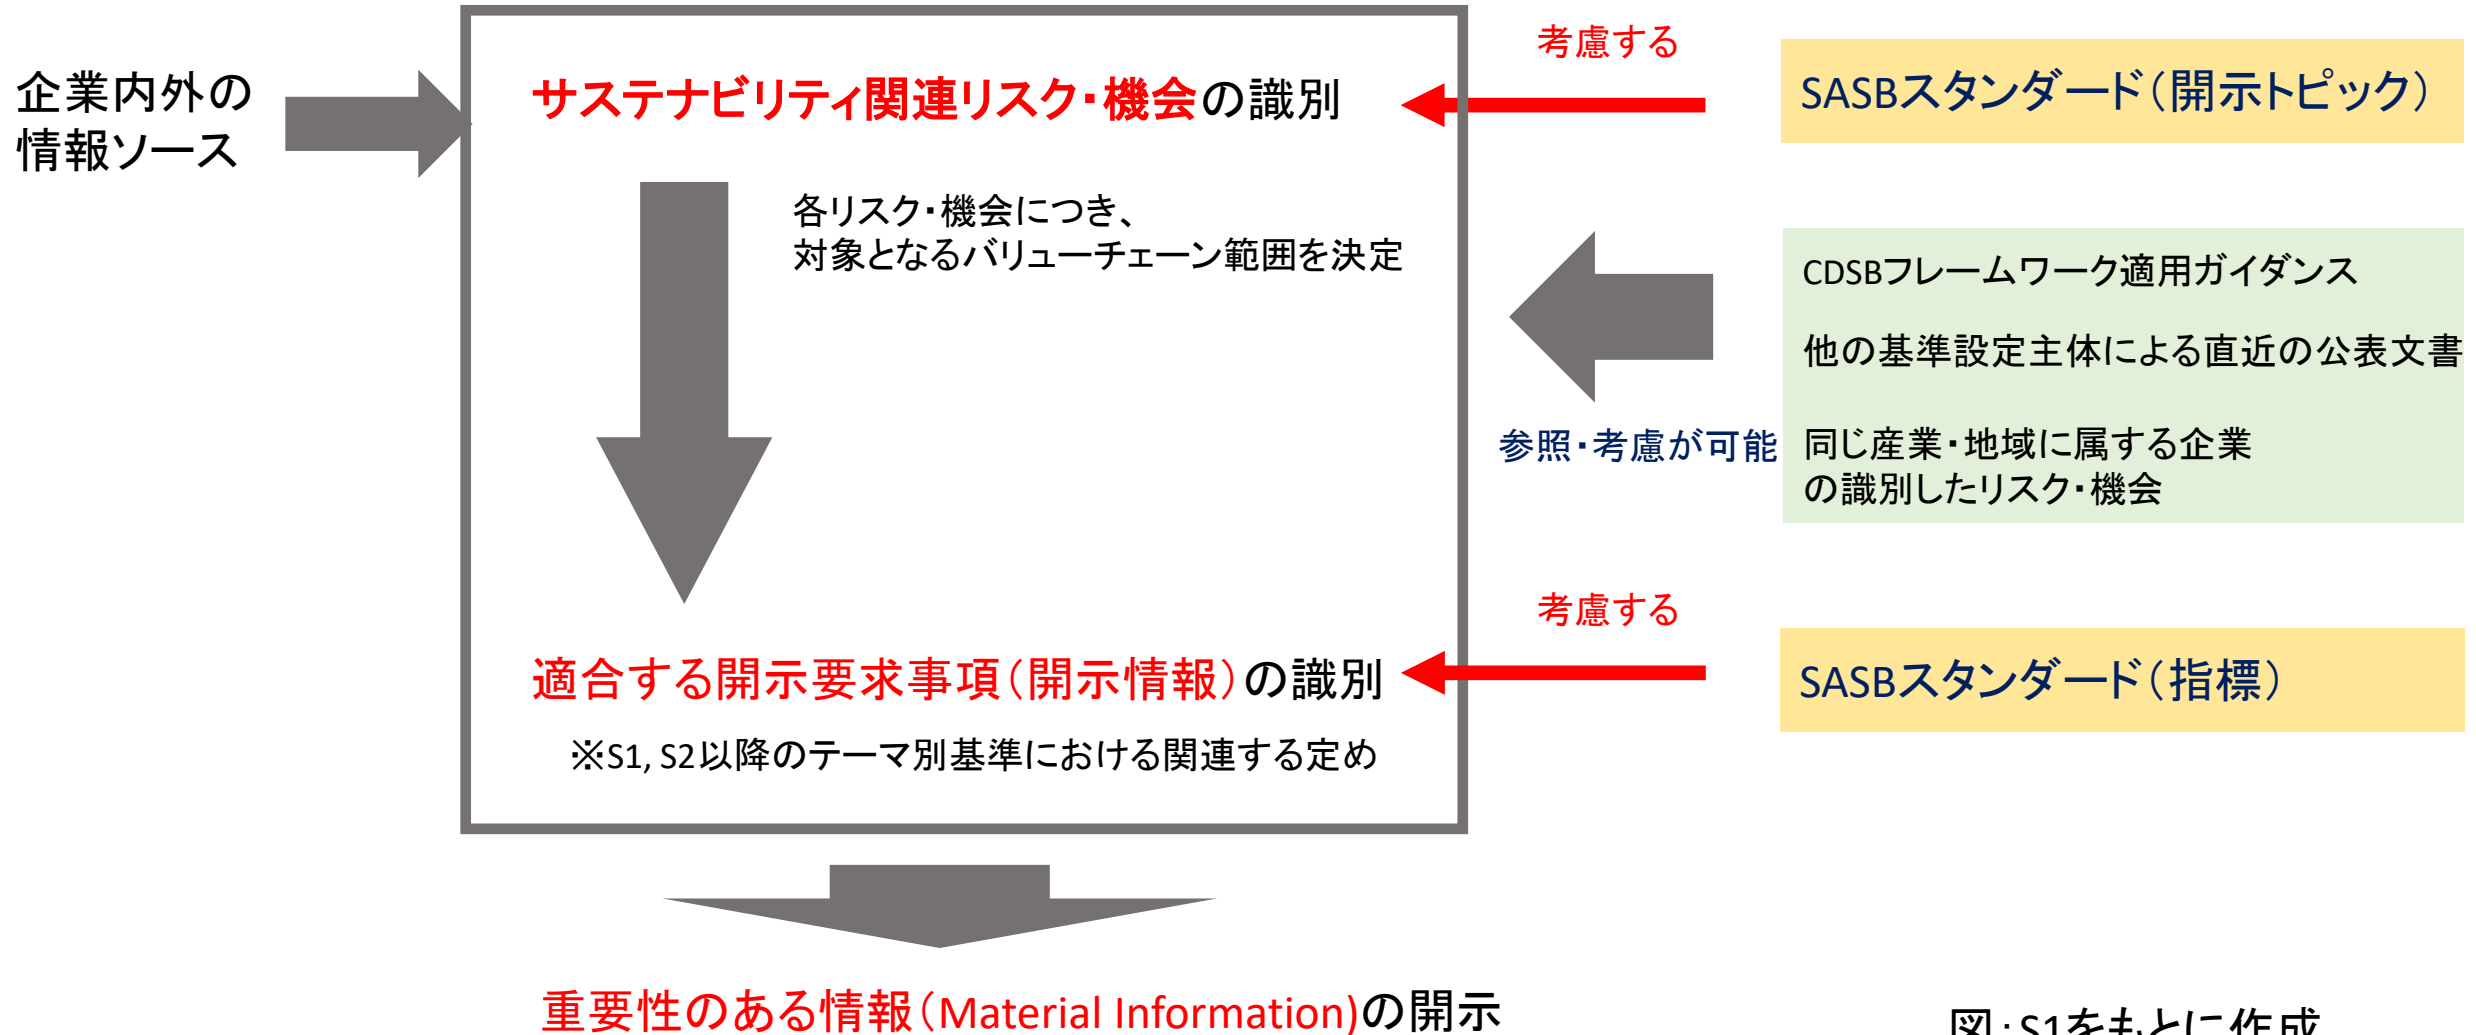 企業内外の
情報ソース
サステナビリティ関連リスク・機会の識別
各リスク・機会につき、
対象となるバリューチェーン範囲を決定
適合する開示要求事項（開示情報）の識別
※S1, S2以降のテーマ別基準における関連する定め
重要性のある情報（Material Information)の開示
考慮する
SASBスタンダード（開示トピック）
CDSBフレームワーク適用ガイダンス
他の基準設定主体による直近の公表文書
参照・考慮が可能
同じ産業・地域に属する企業
の識別したリスク・機会
考慮する
SASBスタンダード（指標）
図：S1をもとに作成